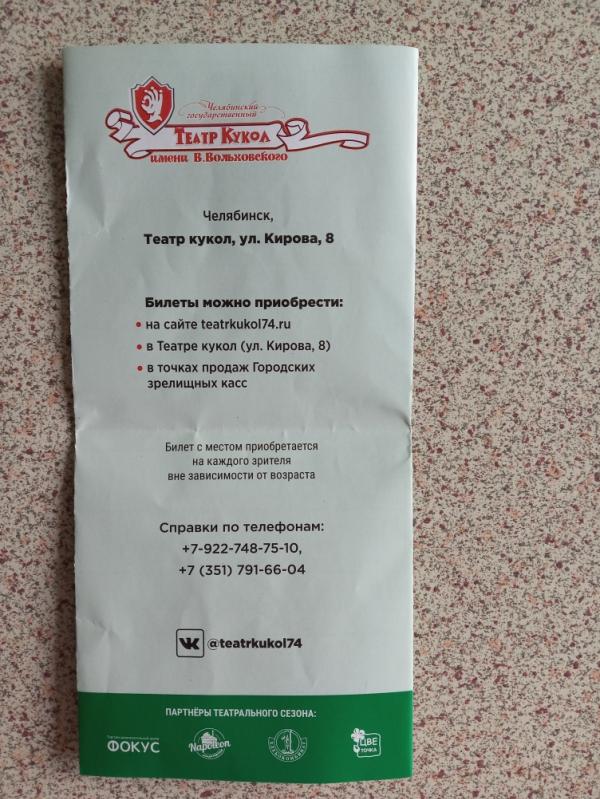 Челябинский
государственный
ТЕАТР КУКОЛ
имени В.Вольховского
Челябинск,
Театр кукол, ул. Кирова, 8
Билеты можно приобрести:
• на сайте teatrkukol74.ru
• в Театре кукол (ул. Кирова, 8)
• в точках продаж Городских
зрелищных касс
Билет с местом приобретается
на каждого зрителя
вне зависимости от возраста
Справки по телефонам:
+7-922-748-75-10,
+7 (351) 791-66-04
@teatrkukol74
ПАРТНЁРЫ ТЕАТРАЛЬНОГО СЕЗОНА:
ФОКУС
Napoleon
ЦВЕ
ТОЧКА